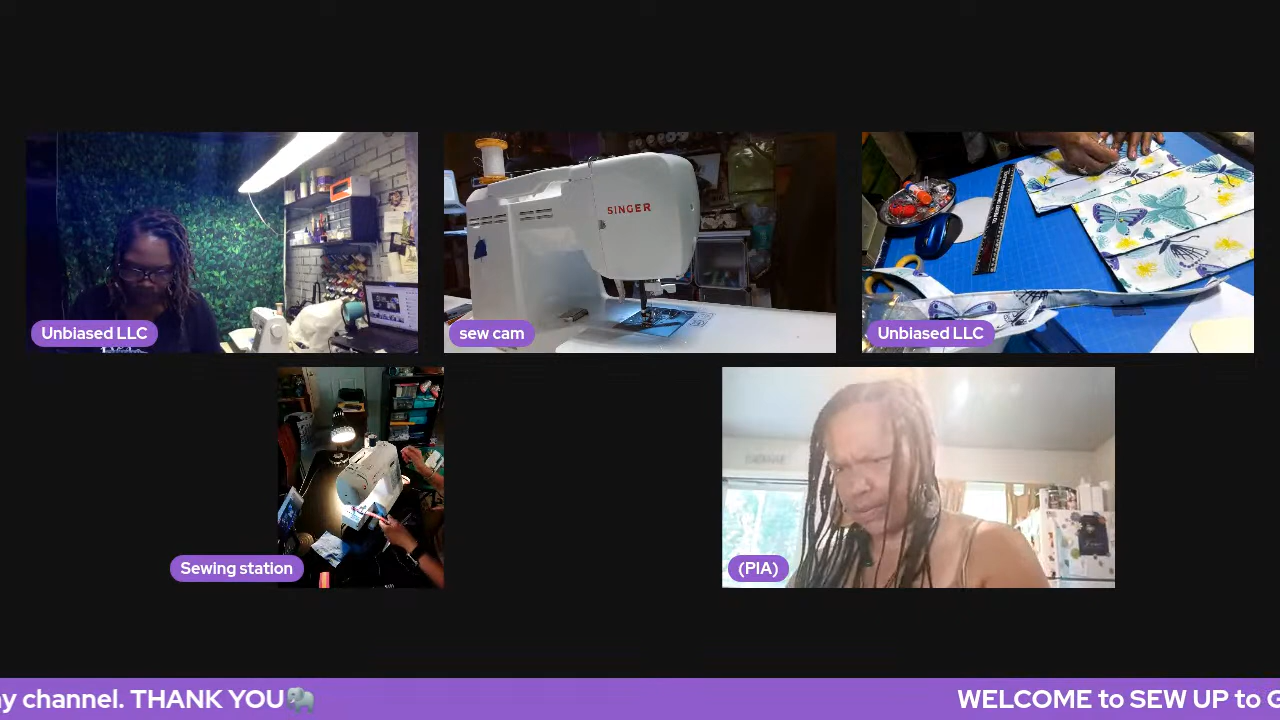 SINGER
Unbiased LLC
sew cam
Unbiased LLC
Sewing station
(PIA)
y channel. THANK YOU🐘
WELCOME to SEW UP to G